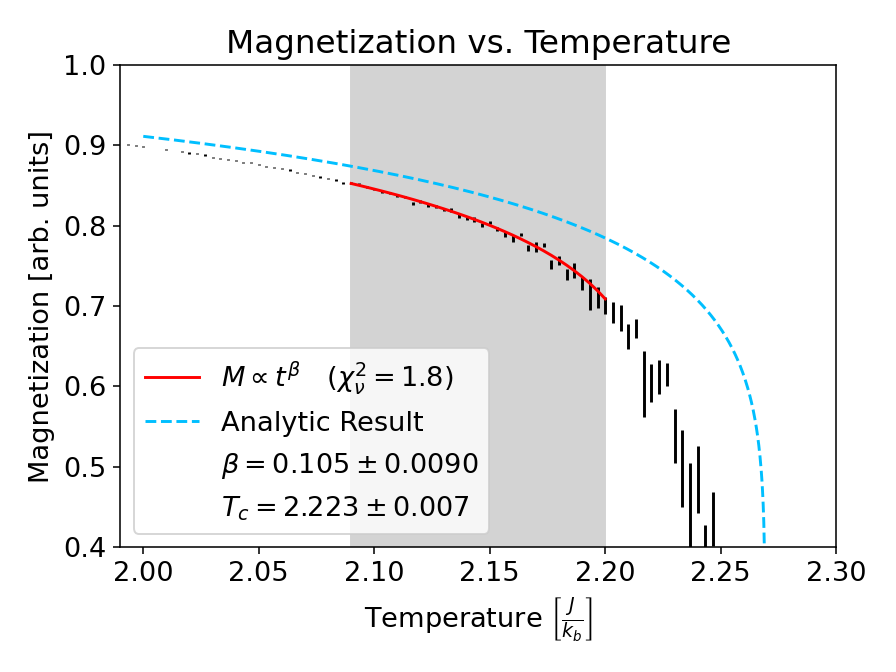 Magnetization vs. Temperature
Magnetization [arb. units]
1.0
0.9
0.8
0.7
0.6
0.5
0.4
M ∝ t^β (χ²_ν = 1.8)
Analytic Result
β = 0.105 ± 0.0090
T_c = 2.223 ± 0.007
2.00 2.05 2.10 2.15 2.20 2.25 2.30
Temperature [J/k_b]